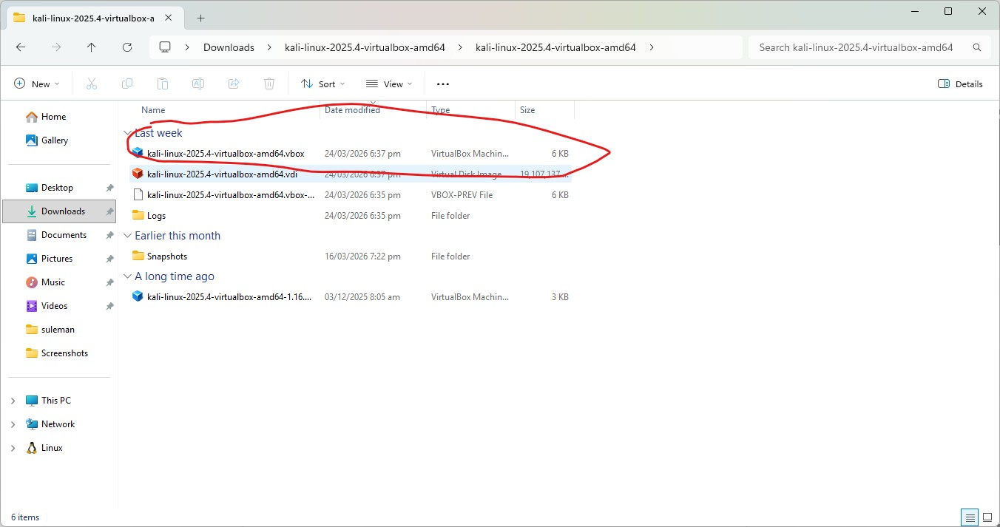 kali-linux-2025.4-virtualbox-a
Downloads > kali-linux-2025.4-virtualbox-amd64 > kali-linux-2025.4-virtualbox-amd64 >
Search kali-linux-2025.4-virtualbox-amd64
New
Sort
View
Details
Home
Gallery
Desktop
Downloads
Documents
Pictures
Music
Videos
suleman
Screenshots
This PC
Network
Linux
Name Date modified Type Size
Last week
kali-linux-2025.4-virtualbox-amd64.vbox 24/03/2026 6:37 pm VirtualBox Machin... 6 KB
kali-linux-2025.4-virtualbox-amd64.vdi 24/03/2026 6:37 pm Virtual Disk Image 19,107,137...
kali-linux-2025.4-virtualbox-amd64.vbox-... 24/03/2026 6:35 pm VBOX-PREV File 6 KB
Logs 24/03/2026 6:35 pm File folder
Earlier this month
Snapshots 16/03/2026 7:22 pm File folder
A long time ago
kali-linux-2025.4-virtualbox-amd64-1.16.... 03/12/2025 8:05 am VirtualBox Machin... 3 KB
6 items